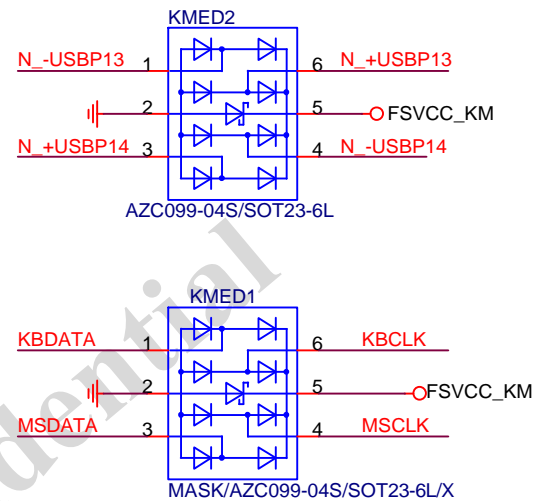 KMED2
N_-USBP13 1 6 N_+USBP13
2 5 FSVCC_KM
N_+USBP14 3 4 N_-USBP14
AZC099-04S/SOT23-6L
KMED1
KBDATA 1 6 KBCLK
2 5 FSVCC_KM
MSDATA 3 4 MSCLK
MASK/AZC099-04S/SOT23-6L/X
dential